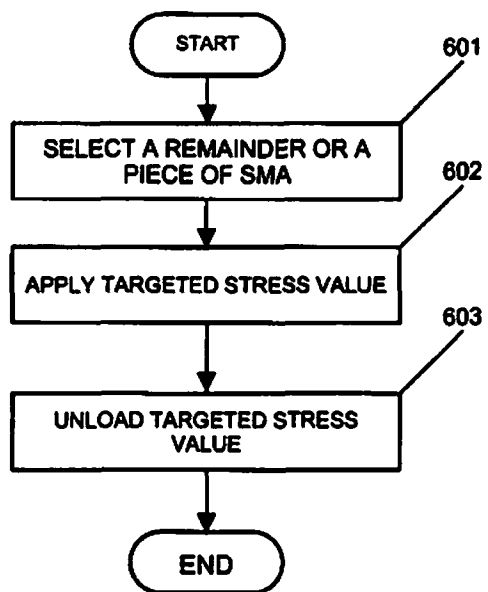 START
601
SELECT A REMAINDER OR A
PIECE OF SMA
602
APPLY TARGETED STRESS VALUE
603
UNLOAD TARGETED STRESS
VALUE
END